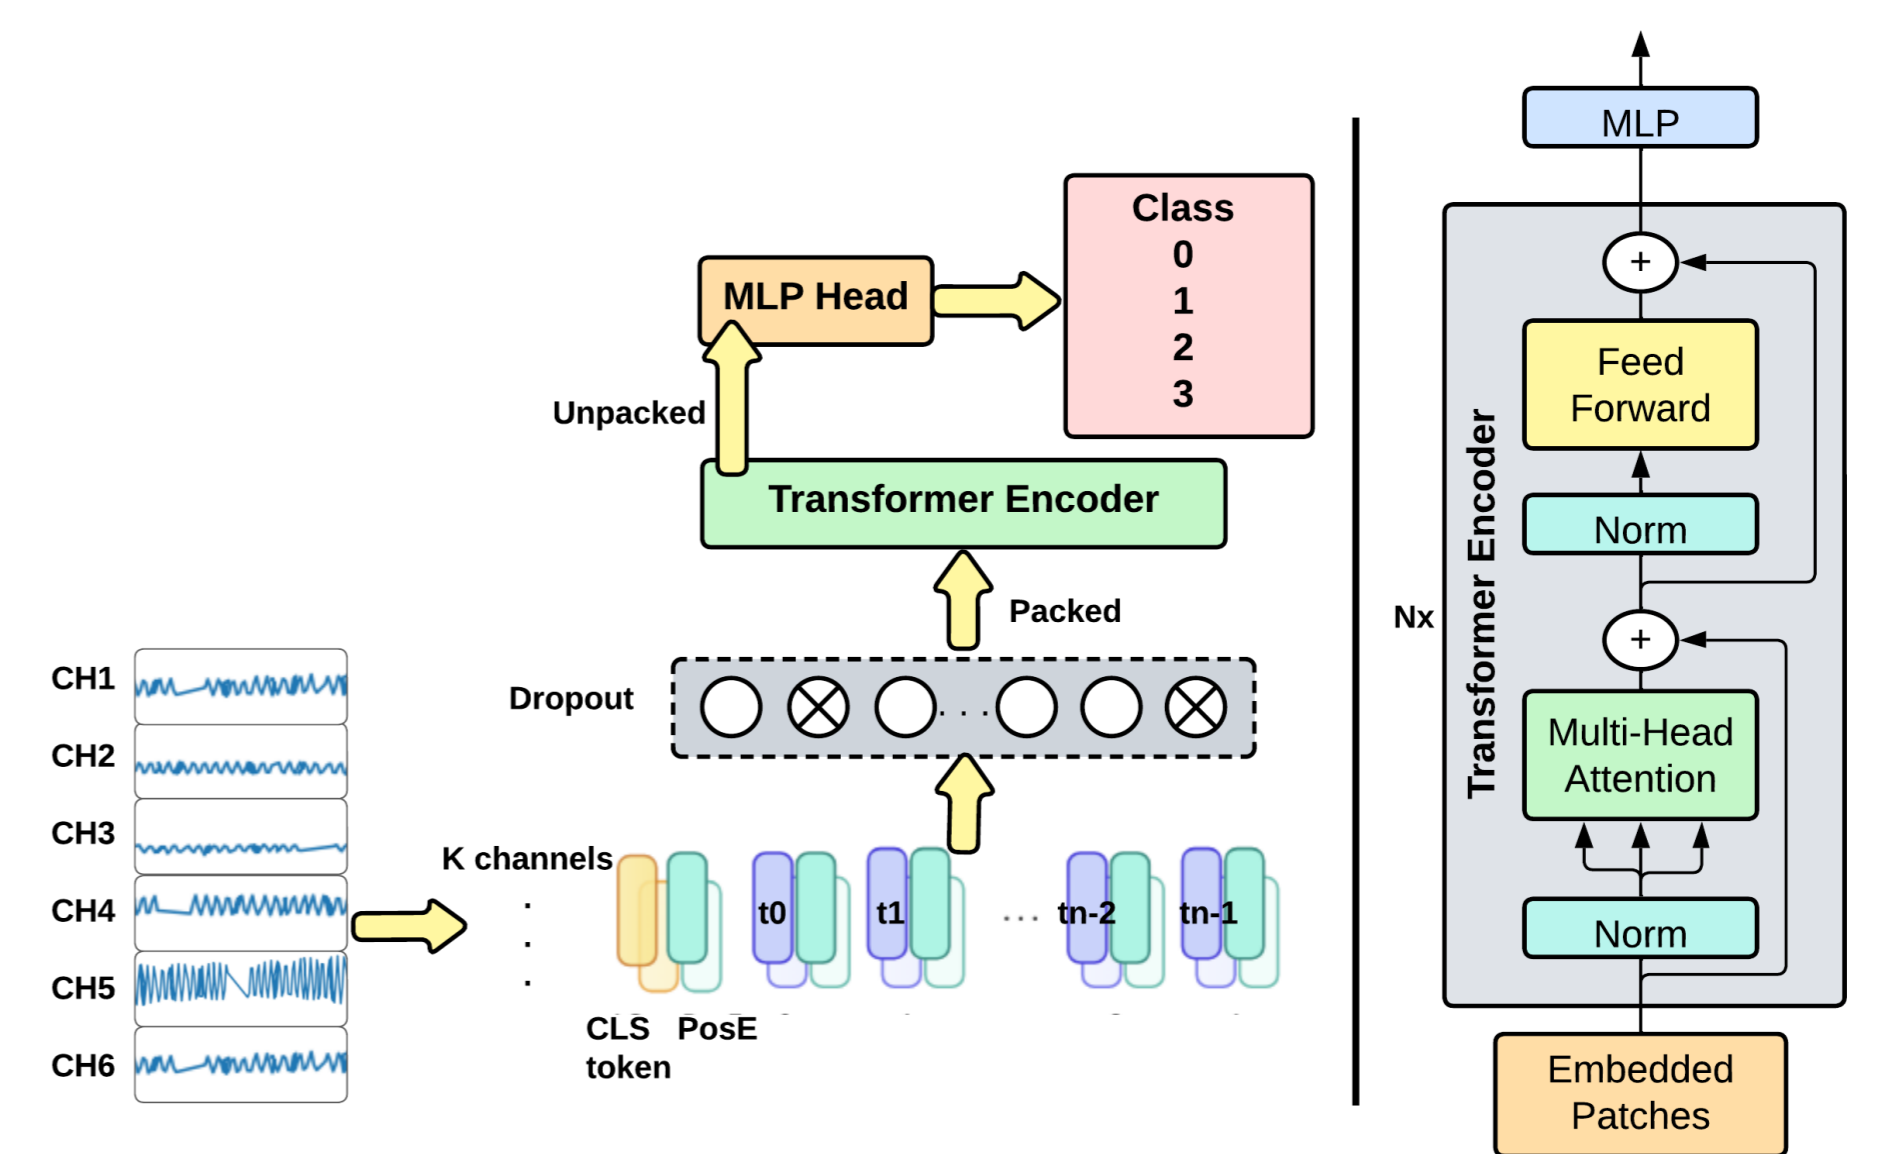 CH1
CH2
CH3
CH4
CH5
CH6
K channels
.
.
.
CLS PosE
token
t0
t1
...
tn-2
tn-1
Dropout
. . .
Packed
Transformer Encoder
Unpacked
MLP Head
Class
0
1
2
3
Nx
Transformer Encoder
MLP
+
Feed
Forward
Norm
+
Multi-Head
Attention
Norm
Embedded
Patches